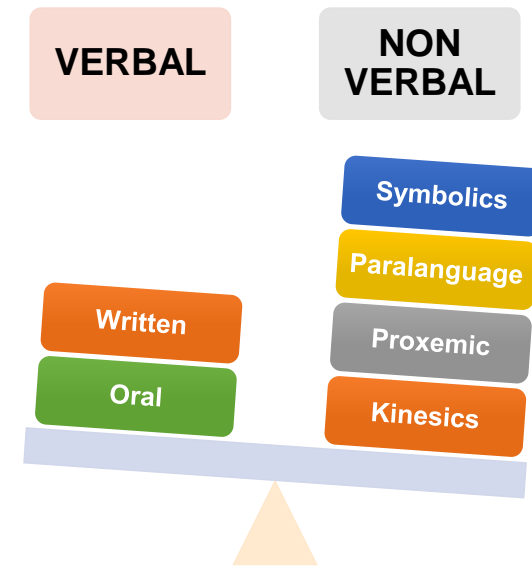 VERBAL
NON
VERBAL
Symbolics
Paralanguage
Written
Proxemic
Oral
Kinesics